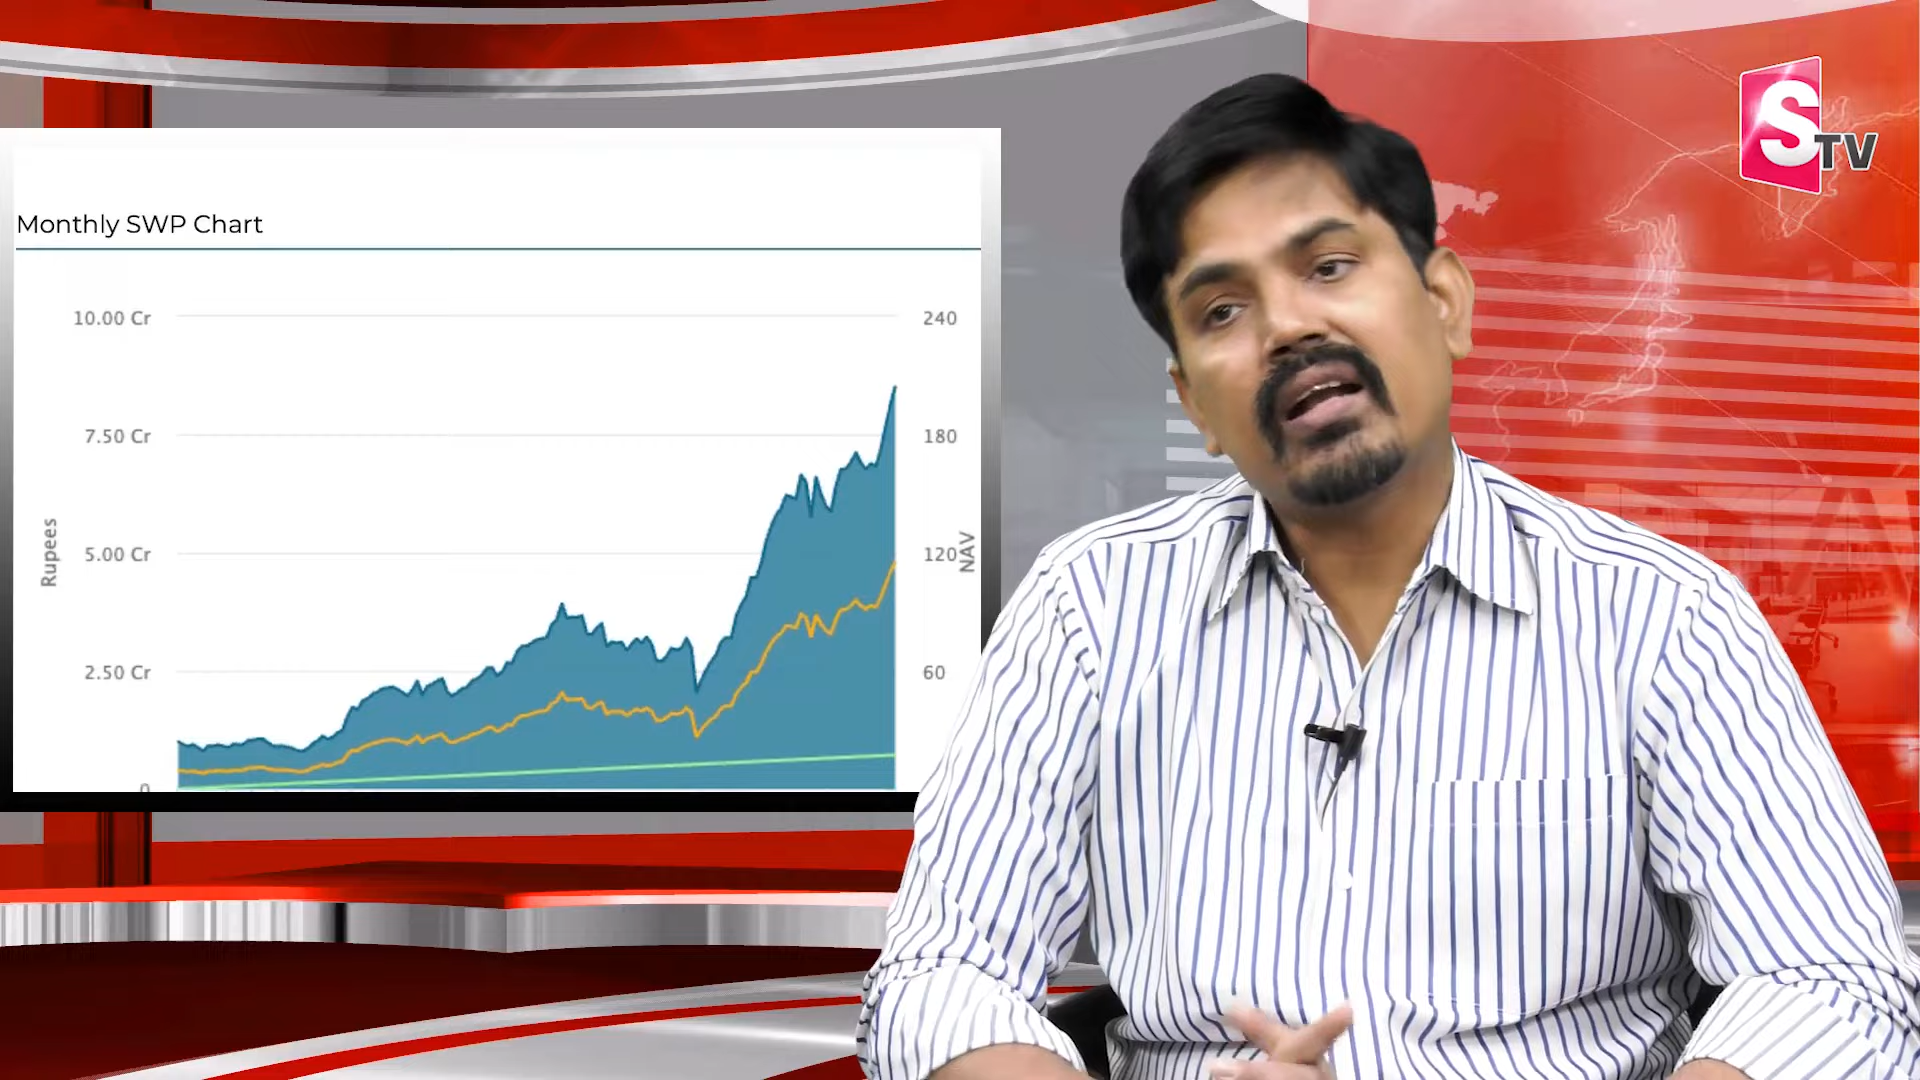 STV
Monthly SWP Chart
10.00 Cr
240
7.50 Cr
180
5.00 Cr
120
2.50 Cr
60
0
Rupees
NAV